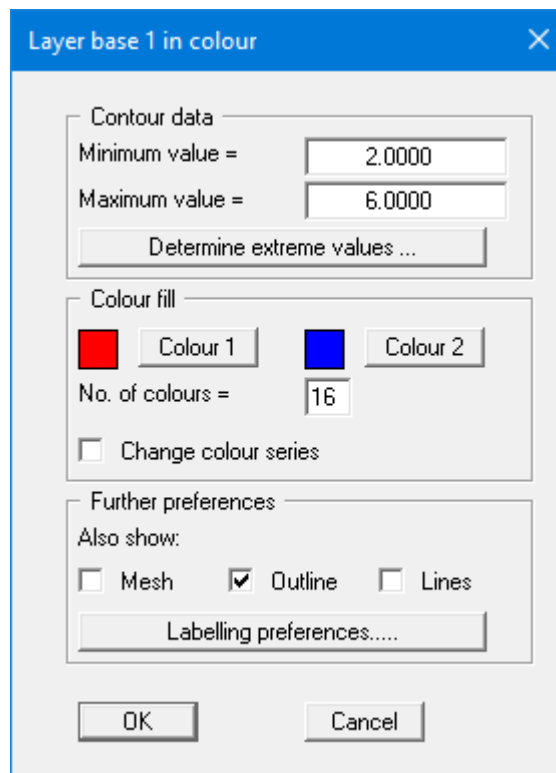 Layer base 1 in colour
Contour data
Minimum value = 2.0000
Maximum value = 6.0000
Determine extreme values ...
Colour fill
Colour 1 Colour 2
No. of colours = 16
Change colour series
Further preferences
Also show:
Mesh Outline Lines
Labelling preferences.....
OK Cancel